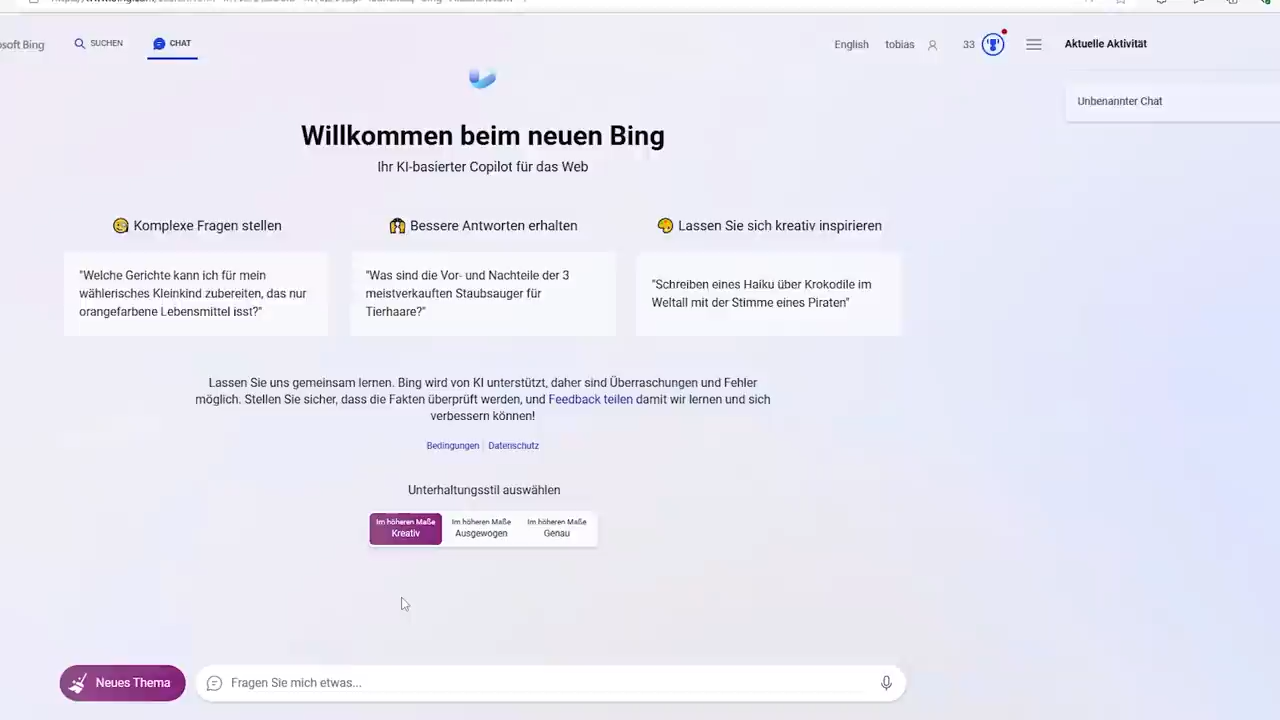 osoft Bing
SUCHEN
CHAT
English
tobias
33
Aktuelle Aktivität
Unbenannter Chat
Willkommen beim neuen Bing
Ihr KI-basierter Copilot für das Web
Komplexe Fragen stellen
Bessere Antworten erhalten
Lassen Sie sich kreativ inspirieren
"Welche Gerichte kann ich für mein
wählerisches Kleinkind zubereiten, das nur
orangefarbene Lebensmittel isst?"
"Was sind die Vor- und Nachteile der 3
meistverkauften Staubsauger für
Tierhaare?"
"Schreiben eines Haiku über Krokodile im
Weltall mit der Stimme eines Piraten"
Lassen Sie uns gemeinsam lernen. Bing wird von KI unterstützt, daher sind Überraschungen und Fehler
möglich. Stellen Sie sicher, dass die Fakten überprüft werden, und Feedback teilen damit wir lernen und sich
verbessern können!
Bedingungen
Datenschutz
Unterhaltungsstil auswählen
Im höheren Maße
Kreativ
Im höheren Maße
Ausgewogen
Im höheren Maße
Genau
Neues Thema
Fragen Sie mich etwas...